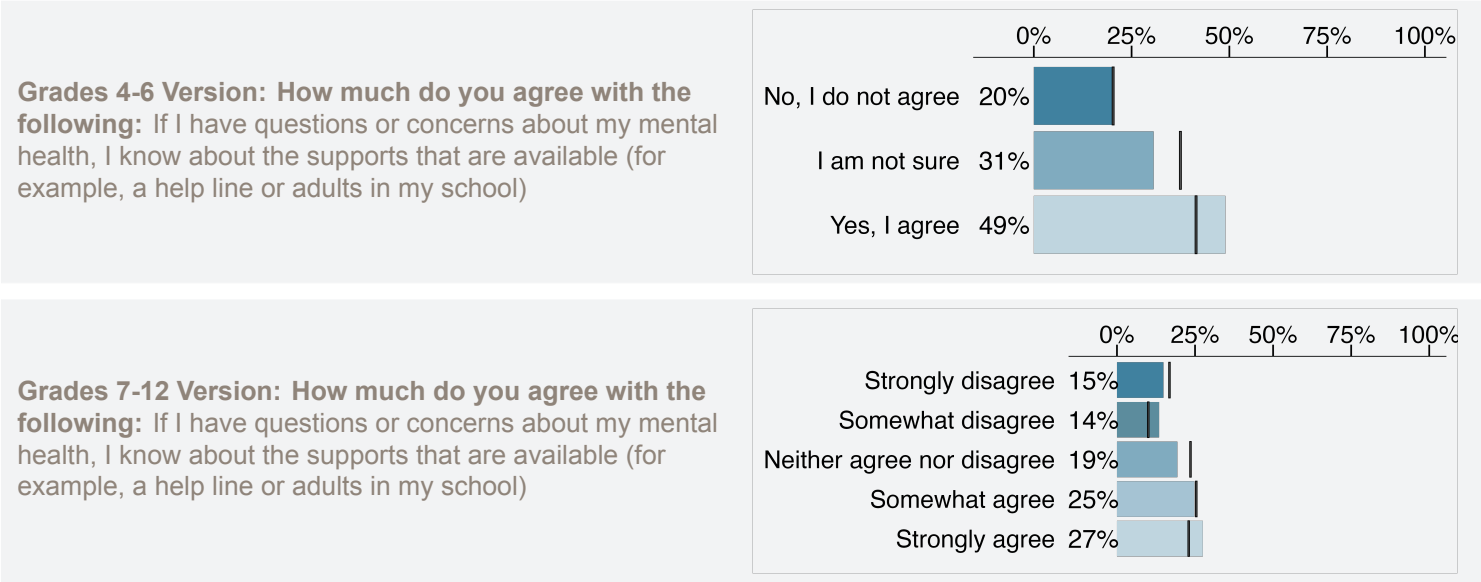 Grades 4-6 Version: How much do you agree with the
following: If I have questions or concerns about my mental
health, I know about the supports that are available (for
example, a help line or adults in my school)
0% 25% 50% 75% 100%
No, I do not agree 20%
I am not sure 31%
Yes, I agree 49%
Grades 7-12 Version: How much do you agree with the
following: If I have questions or concerns about my mental
health, I know about the supports that are available (for
example, a help line or adults in my school)
0% 25% 50% 75% 100%
Strongly disagree 15%
Somewhat disagree 14%
Neither agree nor disagree 19%
Somewhat agree 25%
Strongly agree 27%